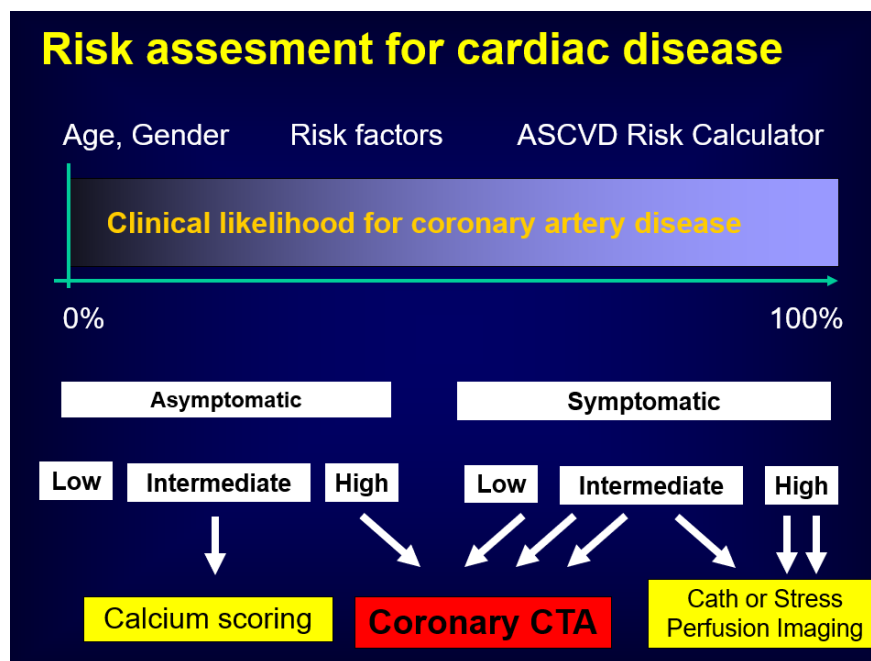 Risk assesment for cardiac disease
Age, Gender Risk factors ASCVD Risk Calculator
Clinical likelihood for coronary artery disease
0% 100%
Asymptomatic Symptomatic
Low Intermediate High Low Intermediate High
Calcium scoring Coronary CTA Cath or Stress
Perfusion Imaging